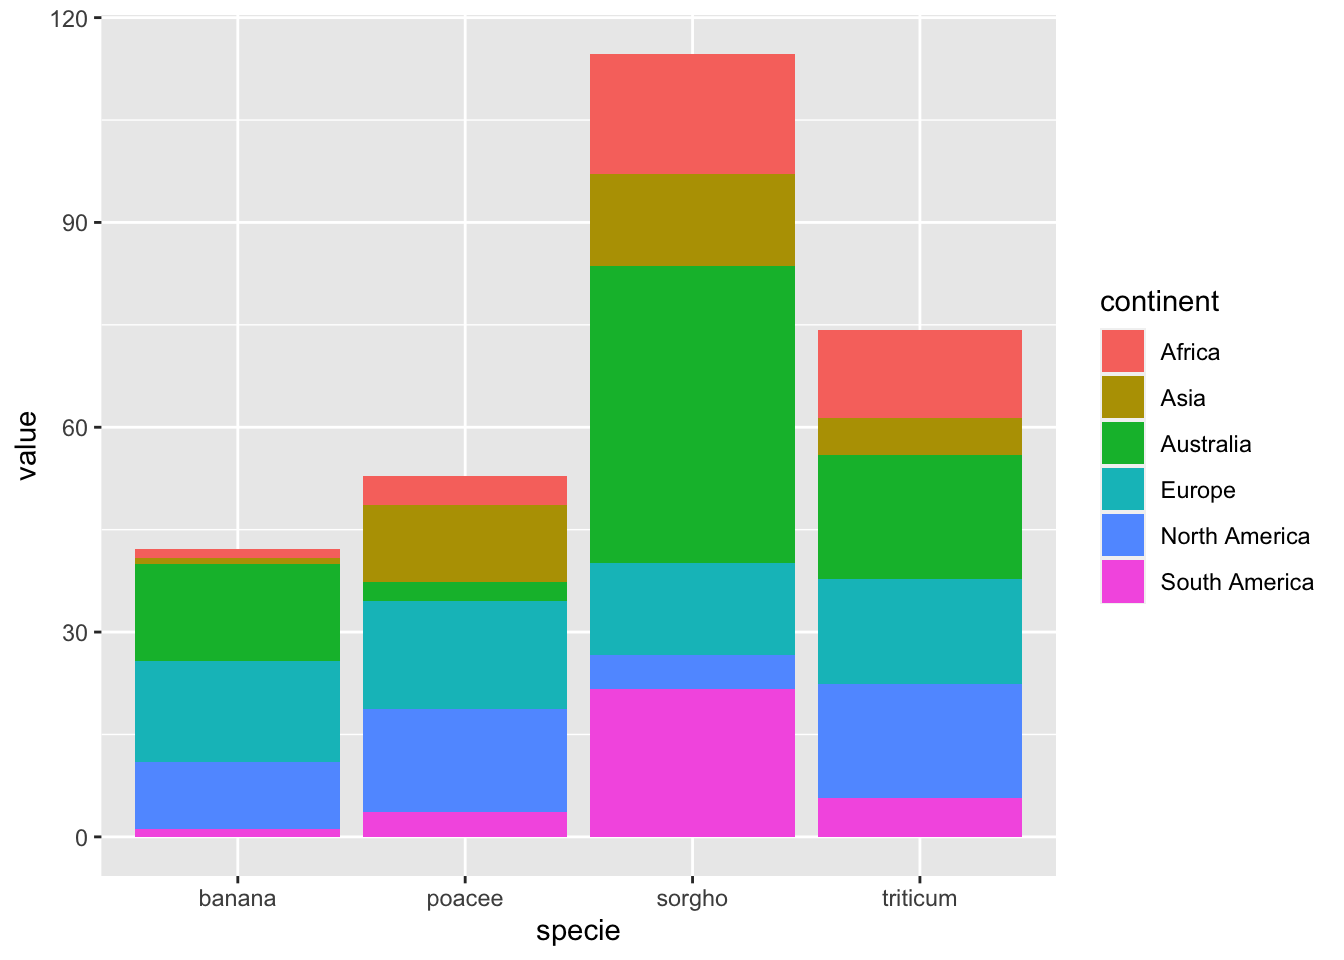 120
90
60
30
0
value
banana poacee sorgho triticum
specie
continent
Africa
Asia
Australia
Europe
North America
South America